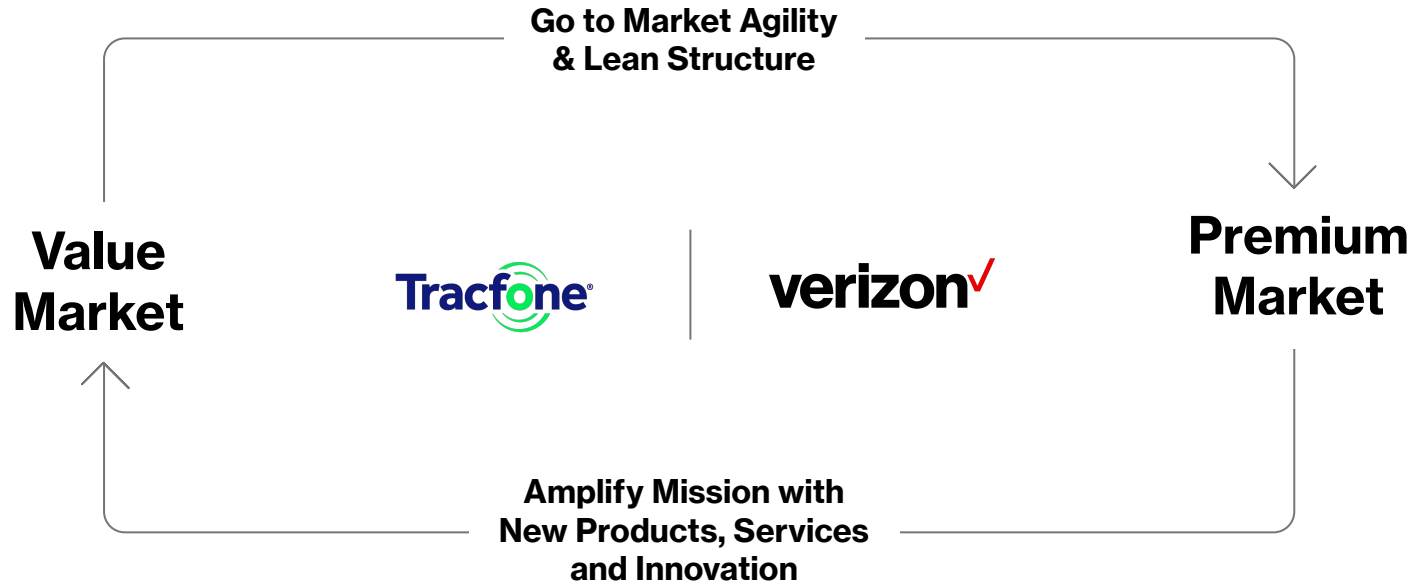 Go to Market Agility
& Lean Structure
Value
Market
Tracfone®
verizon✓
Premium
Market
Amplify Mission with
New Products, Services
and Innovation